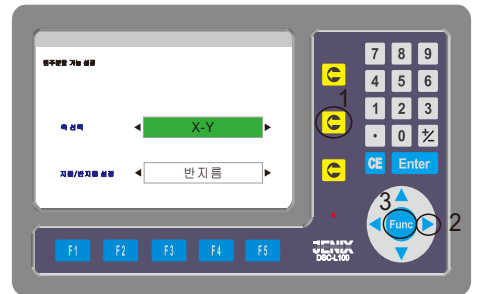 원주분할 기능 설정
축 선택
X-Y
지름/반지름 설정
반지름
7 8 9
4 5 6
1 2 3
· 0 +/-
CE Enter
1
3
Func
2
F1 F2 F3 F4 F5
JENIX
DSC-L100